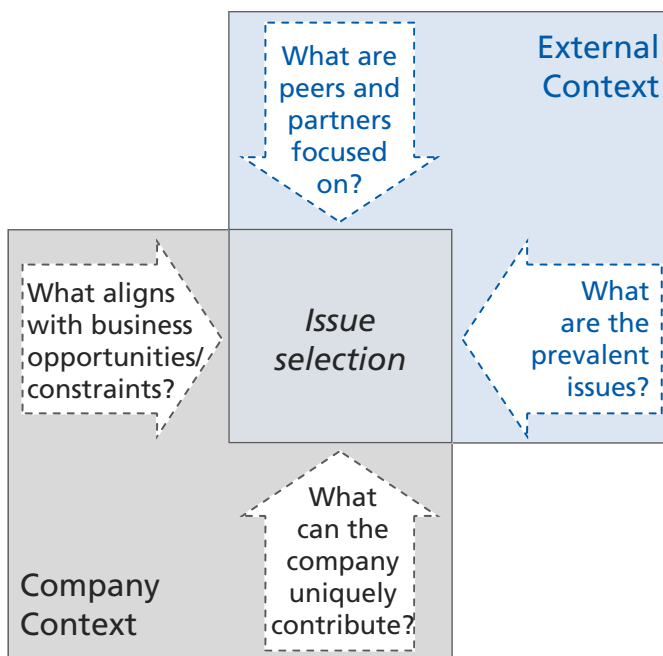 What are
peers and
partners
focused
on?
External
Context
What aligns
with business
opportunities/
constraints?
Issue
selection
What
are the
prevalent
issues?
What
can the
company
uniquely
contribute?
Company
Context